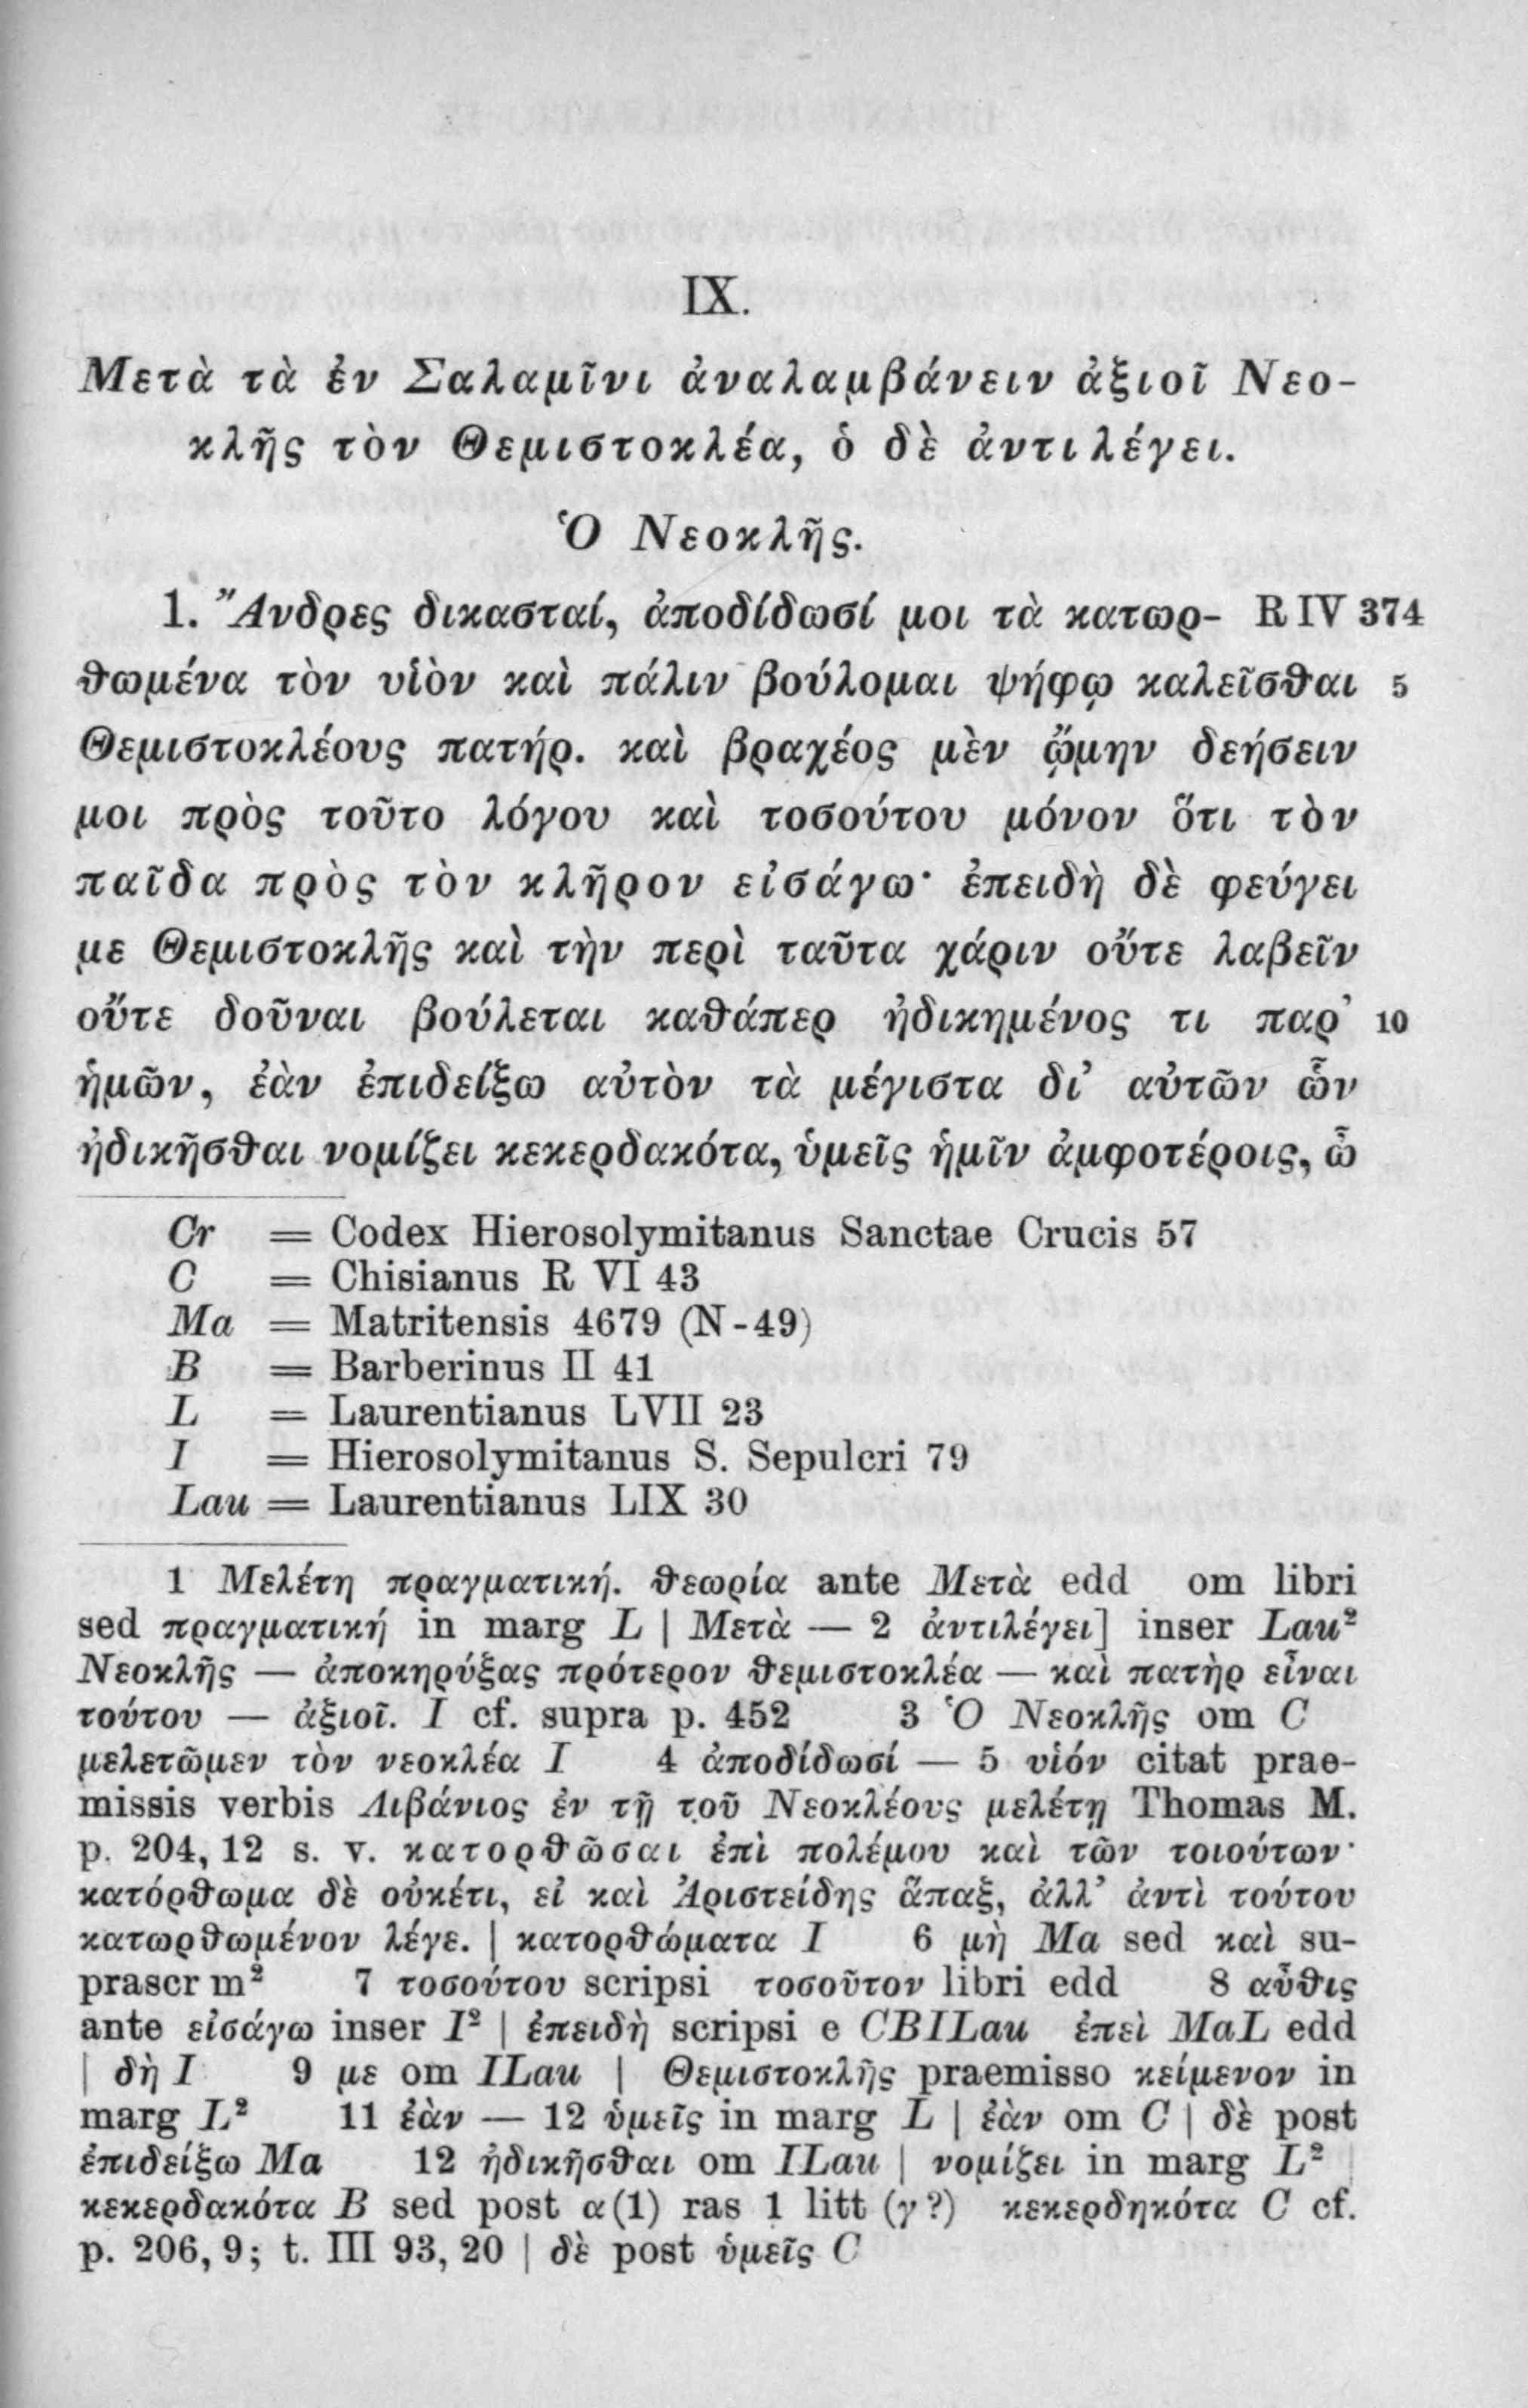 IX.
Μετὰ τὰ ἐν Σαλαμῖνι ἀναλαμβάνειν ἀξιοῖ Νεο-
κλῆς τὸν Θεμιστοκλέα, ὁ δὲ ἀντιλέγει.
Ὁ Νεοκλῆς.
1. Ἄνδρες δικασταί, ἀποδίδωσί μοι τὰ κατωρ- R IV 374
θωμένα τὸν υἱὸν καὶ πάλιν βούλομαι ψήφῳ καλεῖσθαι 5
Θεμιστοκλέους πατήρ. καὶ βραχέος μὲν ᾤμην δεήσειν
μοι πρὸς τοῦτο λόγου καὶ τοσούτου μόνον ὅτι τὸν
παῖδα πρὸς τὸν κλῆρον εἰσάγω· ἐπειδὴ δὲ φεύγει
με Θεμιστοκλῆς καὶ τὴν περὶ ταῦτα χάριν οὔτε λαβεῖν
οὔτε δοῦναι βούλεται καθάπερ ἠδικημένος τι παρ᾽ 10
ἡμῶν, ἐὰν ἐπιδείξω αὐτὸν τὰ μέγιστα δι᾽ αὐτῶν ὧν
ἠδικῆσθαι νομίζει κεκερδακότα, ὑμεῖς ἡμῖν ἀμφοτέροις, ὦ
Cr = Codex Hierosolymitanus Sanctae Crucis 57
C = Chisianus R VI 43
Ma = Matritensis 4679 (N-49)
B = Barberinus II 41
L = Laurentianus LVII 23
I = Hierosolymitanus S. Sepulcri 79
Lau = Laurentianus LIX 30
1 Μελέτη πραγματική. θεωρία ante Μετὰ edd om libri
sed πραγματική in marg L | Μετὰ — 2 ἀντιλέγει] inser Lau²
Νεοκλῆς — ἀποκηρύξας πρότερον θεμιστοκλέα — καὶ πατὴρ εἶναι
τούτου — ἀξιοῖ. I cf. supra p. 452 3 Ὁ Νεοκλῆς om C
μελετῶμεν τὸν νεοκλέα I 4 ἀποδίδωσί — 5 υἱόν citat prae-
missis verbis Λιβάνιος ἐν τῇ τοῦ Νεοκλέους μελέτῃ Thomas M.
p. 204, 12 s. v. κατορθῶσαι ἐπὶ πολέμου καὶ τῶν τοιούτων·
κατόρθωμα δὲ οὐκέτι, εἰ καὶ Ἀριστείδης ἅπαξ, ἀλλ᾽ ἀντὶ τούτου
κατωρθωμένον λέγε. | κατορθώματα I 6 μὴ Ma sed καὶ su-
prascr m² 7 τοσούτου scripsi τοσοῦτον libri edd 8 αὖθις
ante εἰσάγω inser I² | ἐπειδὴ scripsi e CBILau ἐπεὶ MaL edd
| δὴ I 9 με om ILau | Θεμιστοκλῆς praemisso κείμενον in
marg L² 11 ἐὰν — 12 ὑμεῖς in marg L | ἐὰν om C | δὲ post
ἐπιδείξω Ma 12 ἠδικῆσθαι om ILau | νομίζει in marg L²
κεκερδακότα B sed post α(1) ras 1 litt (γ?) κεκερδηκότα C cf.
p. 206, 9; t. III 93, 20 | δὲ post ὑμεῖς C